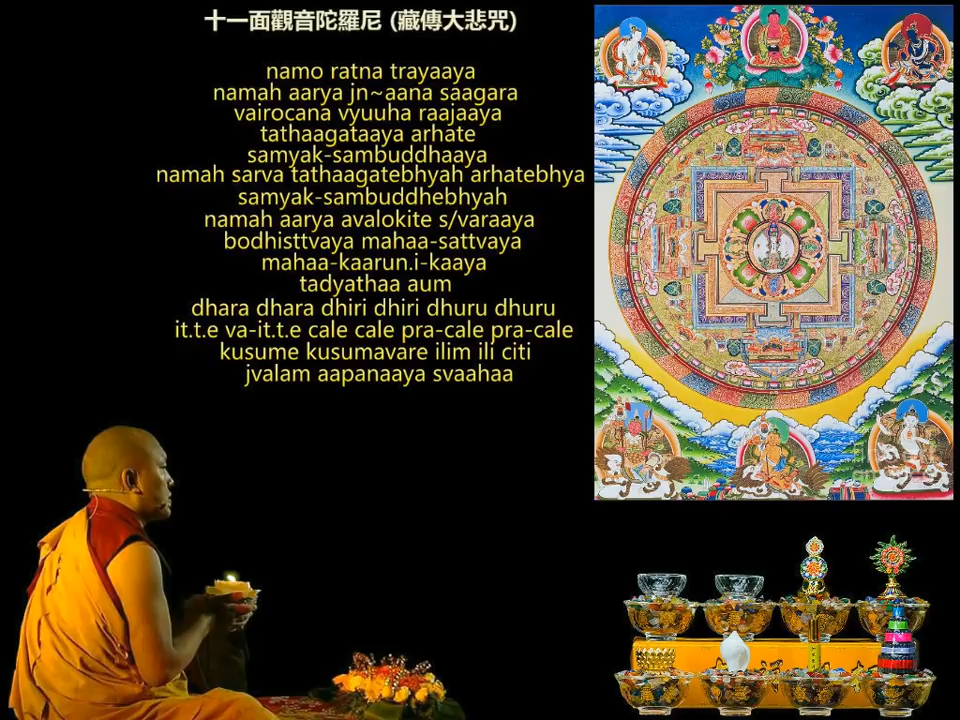 十一面觀音陀羅尼 (藏傳大悲咒)
namo ratna trayaaya
namah aarya jn~aana saagara
vairocana vyuuha raajaaya
tathaagataaya arhate
samyak-sambuddhaaya
namah sarva tathaagatebhyah arhatebhya
samyak-sambuddhebhyah
namah aarya avalokite s/varaaya
bodhisttvaya mahaa-sattvaya
mahaa-kaarun.i-kaaya
tadyathaa aum
dhara dhara dhiri dhiri dhuru dhuru
it.t.e va-it.t.e cale cale pra-cale pra-cale
kusume kusumavare ilim ili citi
jvalam aapanaaya svaahaa